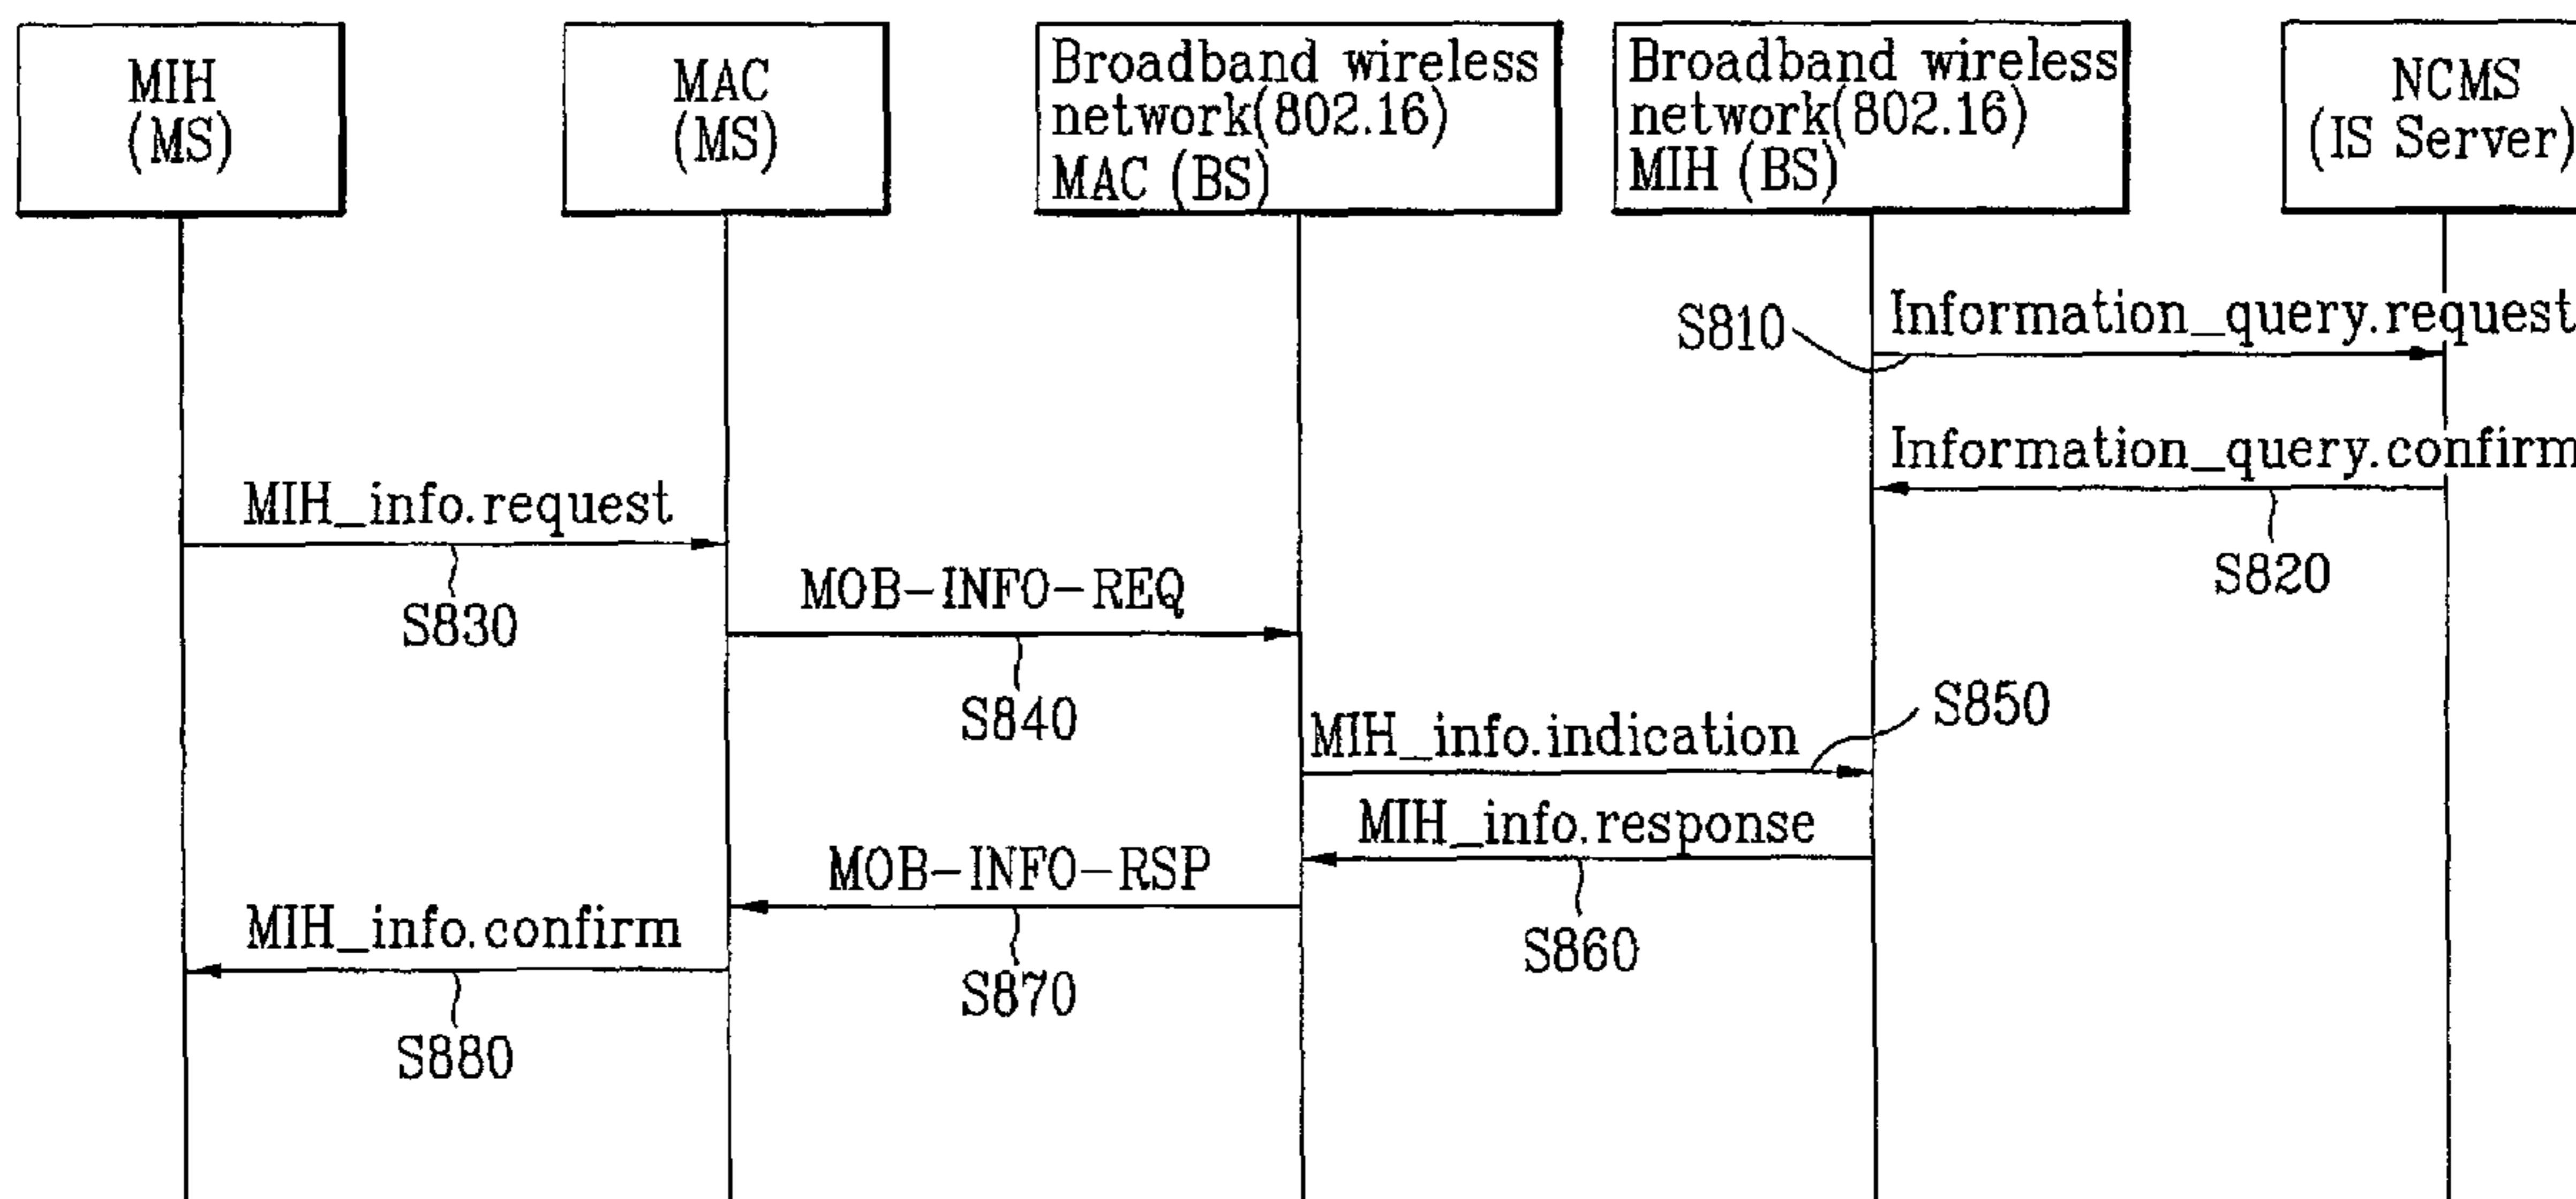 MIH
(MS)
MAC
(MS)
Broadband wireless
network(802.16)
MAC (BS)
Broadband wireless
network(802.16)
MIH (BS)
NCMS
(IS Server)
S810
Information_query.request
Information_query.confirm
S820
MIH_info.request
S830
MOB-INFO-REQ
S840
MIH_info.indication
S850
MIH_info.response
S860
MOB-INFO-RSP
S870
MIH_info.confirm
S880